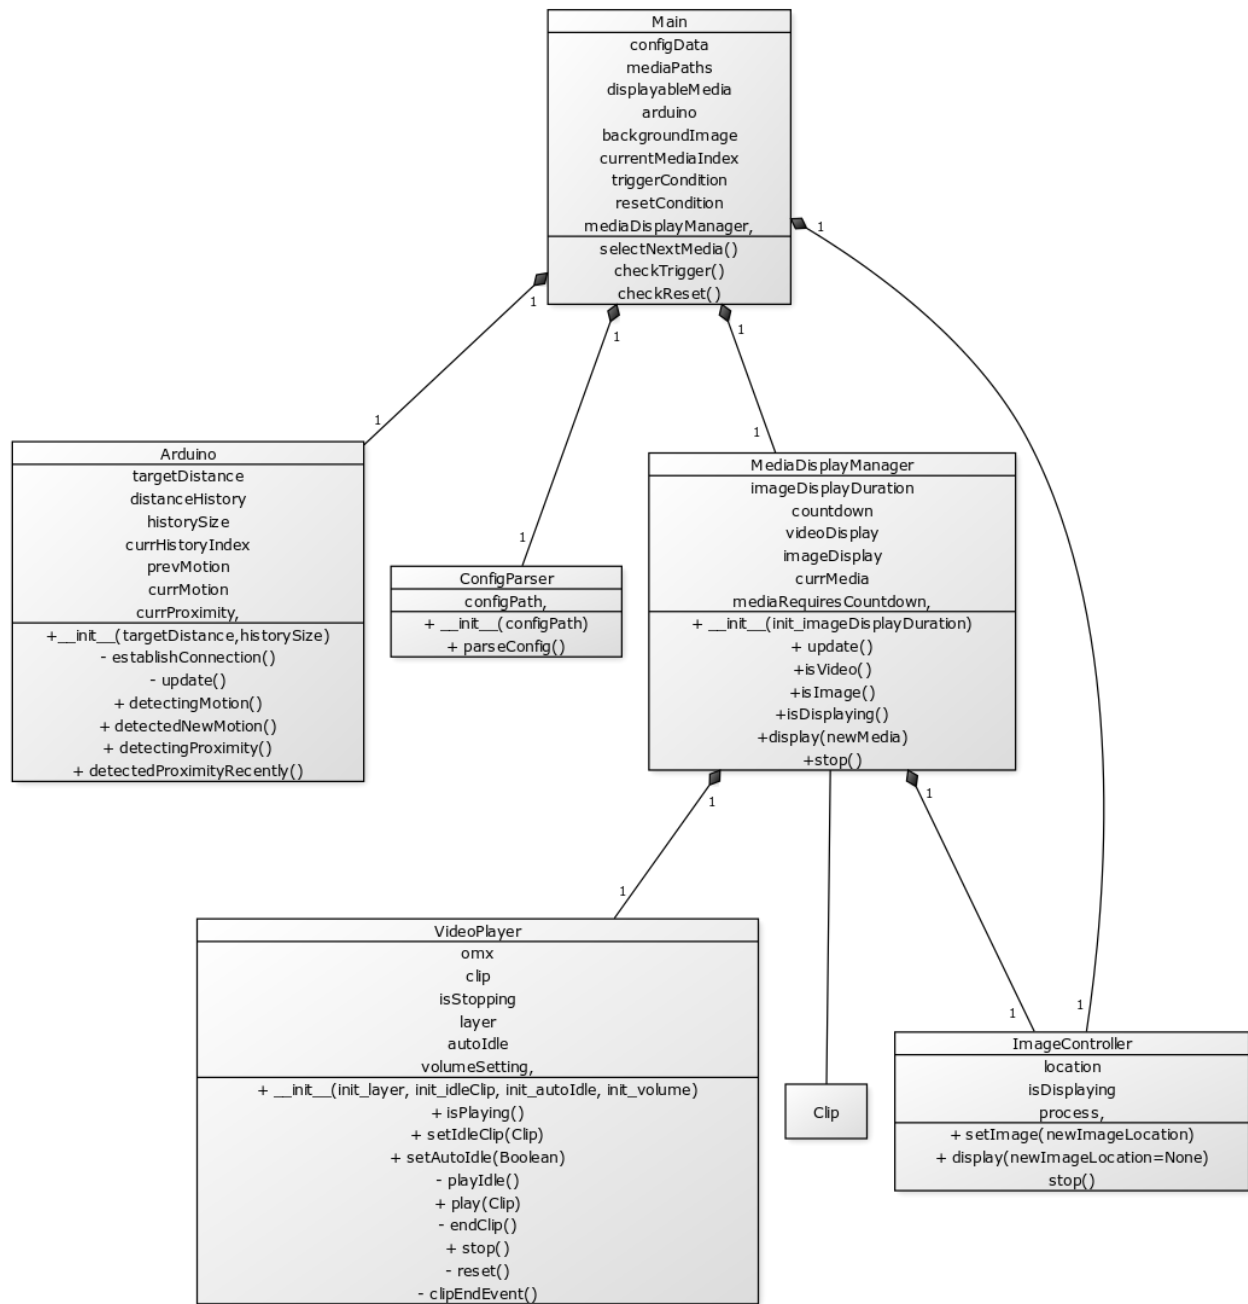 Main
configData
mediaPaths
displayableMedia
arduino
backgroundImage
currentMediaIndex
triggerCondition
resetCondition
mediaDisplayManager,
selectNextMedia()
checkTrigger()
checkReset()
1
1
1
1
1
1
1
Arduino
targetDistance
distanceHistory
historySize
currHistoryIndex
prevMotion
currMotion
currProximity,
+__init__(targetDistance,historySize)
- establishConnection()
- update()
+ detectingMotion()
+ detectedNewMotion()
+ detectingProximity()
+ detectedProximityRecently()
ConfigParser
configPath,
+ __init__(configPath)
+ parseConfig()
MediaDisplayManager
imageDisplayDuration
countdown
videoDisplay
imageDisplay
currMedia
mediaRequiresCountdown,
+ __init__(init_imageDisplayDuration)
+ update()
+isVideo()
+isImage()
+isDisplaying()
+display(newMedia)
+stop()
1
1
1
1
1
VideoPlayer
omx
clip
isStopping
layer
autoIdle
volumeSetting,
+ __init__(init_layer, init_idleClip, init_autoIdle, init_volume)
+ isPlaying()
+ setIdleClip(Clip)
+ setAutoIdle(Boolean)
- playIdle()
+ play(Clip)
- endClip()
+ stop()
- reset()
- clipEndEvent()
Clip
ImageController
location
isDisplaying
process,
+ setImage(newImageLocation)
+ display(newImageLocation=None)
stop()